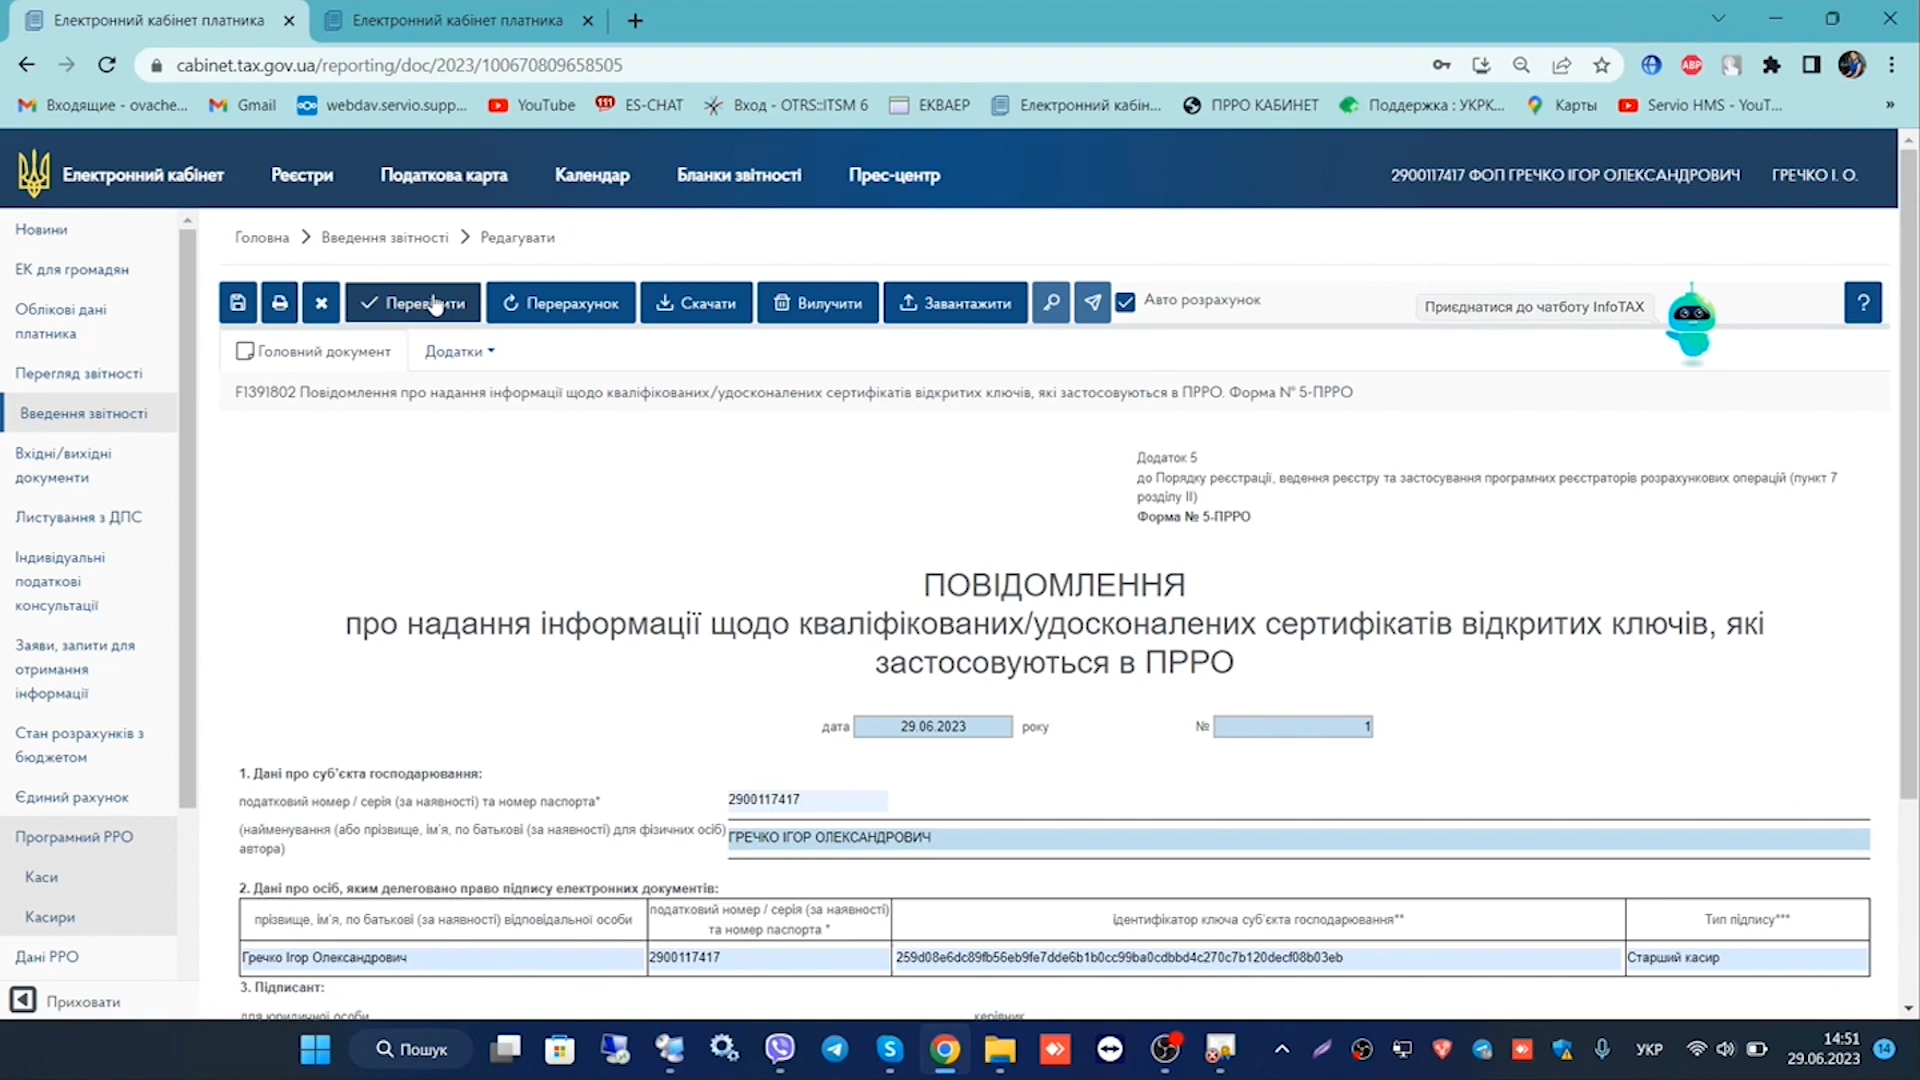 Електронний кабінет платника
Електронний кабінет платника
cabinet.tax.gov.ua/reporting/doc/2023/100670809658505
Входящие - ovache...
Gmail
webdav.servio.supp...
YouTube
ES-CHAT
Вход - OTRS::ITSM 6
ЕКВАЕР
Електронний кабін...
ПРРО КАБИНЕТ
Поддержка : УКРК...
Карты
Servio HMS - YouT...
»
Електронний кабінет
Реєстри
Податкова карта
Календар
Бланки звітності
Прес-центр
2900117417 ФОП ГРЕЧКО ІГОР ОЛЕКСАНДРОВИЧ
ГРЕЧКО І. О.
Новини
ЕК для громадян
Облікові дані
платника
Перегляд звітності
Введення звітності
Вхідні/вихідні
документи
Листування з ДПС
Індивідуальні
податкові
консультації
Заяви, запити для
отримання
інформації
Стан розрахунків з
бюджетом
Єдиний рахунок
Програмний РРО
Каси
Касири
Дані РРО
Приховати
Головна > Введення звітності > Редагувати
Перерахунок
Скачати
Вилучити
Завантажити
Авто розрахунок
Приєднатися до чатботу InfoTAX
?
Головний документ
Додатки
F1391802 Повідомлення про надання інформації щодо кваліфікованих/удосконалених сертифікатів відкритих ключів, які застосовуються в ПРРО. Форма № 5-ПРРО
Додаток 5
до Порядку реєстрації, ведення реєстру та застосування програмних реєстраторів розрахункових операцій (пункт 7
розділу II)
Форма № 5-ПРРО
ПОВІДОМЛЕННЯ
про надання інформації щодо кваліфікованих/удосконалених сертифікатів відкритих ключів, які
застосовуються в ПРРО
дата 29.06.2023 року
№ 1
1. Дані про суб'єкта господарювання:
податковий номер / серія (за наявності) та номер паспорта*
2900117417
(найменування (або прізвище, ім'я, по батькові (за наявності) для фізичних осіб)
автора)
ГРЕЧКО ІГОР ОЛЕКСАНДРОВИЧ
2. Дані про осіб, яким делеговано право підпису електронних документів:
прізвище, ім'я, по батькові (за наявності) відповідальної особи
податковий номер / серія (за наявності)
та номер паспорта *
ідентифікатор ключа суб'єкта господарювання**
Тип підпису***
Гречко Ігор Олександрович
2900117417
259d08e6dc89fb56eb9fe7dde6b1b0cc99ba0cdbbd4c270c7b120decf08b03eb
Старший касир
3. Підписант:
для юридичної особи
керівник
Пошук
УКР
14:51
29.06.2023
14